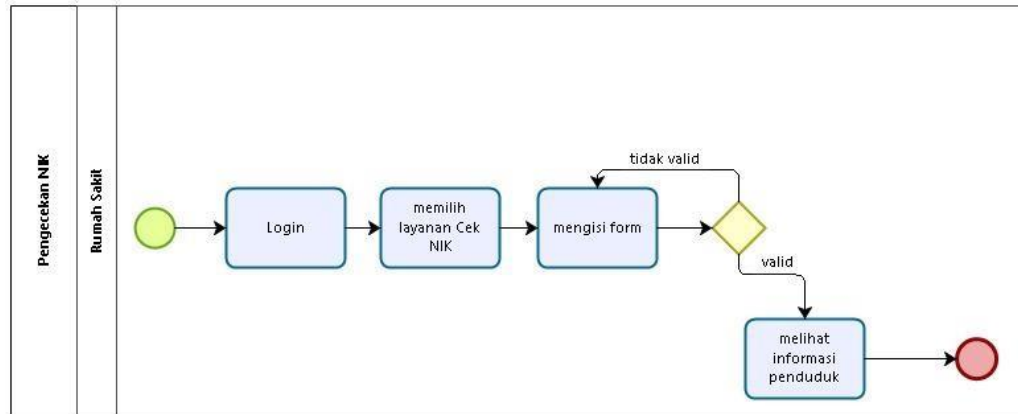 Pengecekan NIK
Rumah Sakit
Login
memilih
layanan Cek
NIK
mengisi form
tidak valid
valid
melihat
informasi
penduduk